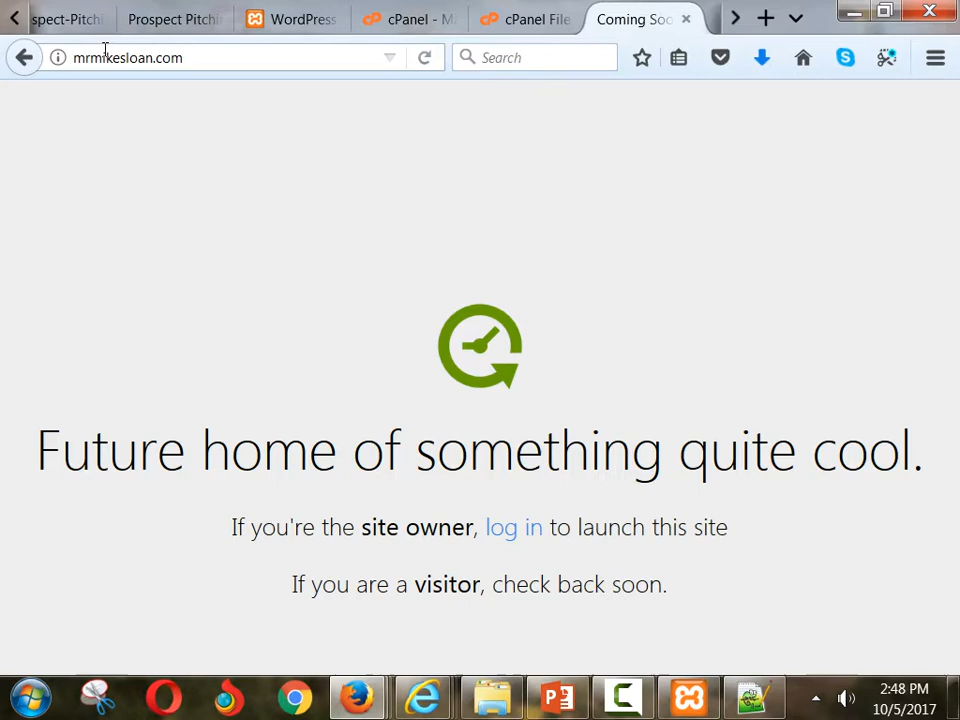 spect-Pitchi
Prospect Pitchin
WordPress
cPanel - M
cPanel File
Coming Soo
mrmikesloan.com
Search
Future home of something quite cool.
If you're the site owner, log in to launch this site
If you are a visitor, check back soon.
2:48 PM
10/5/2017